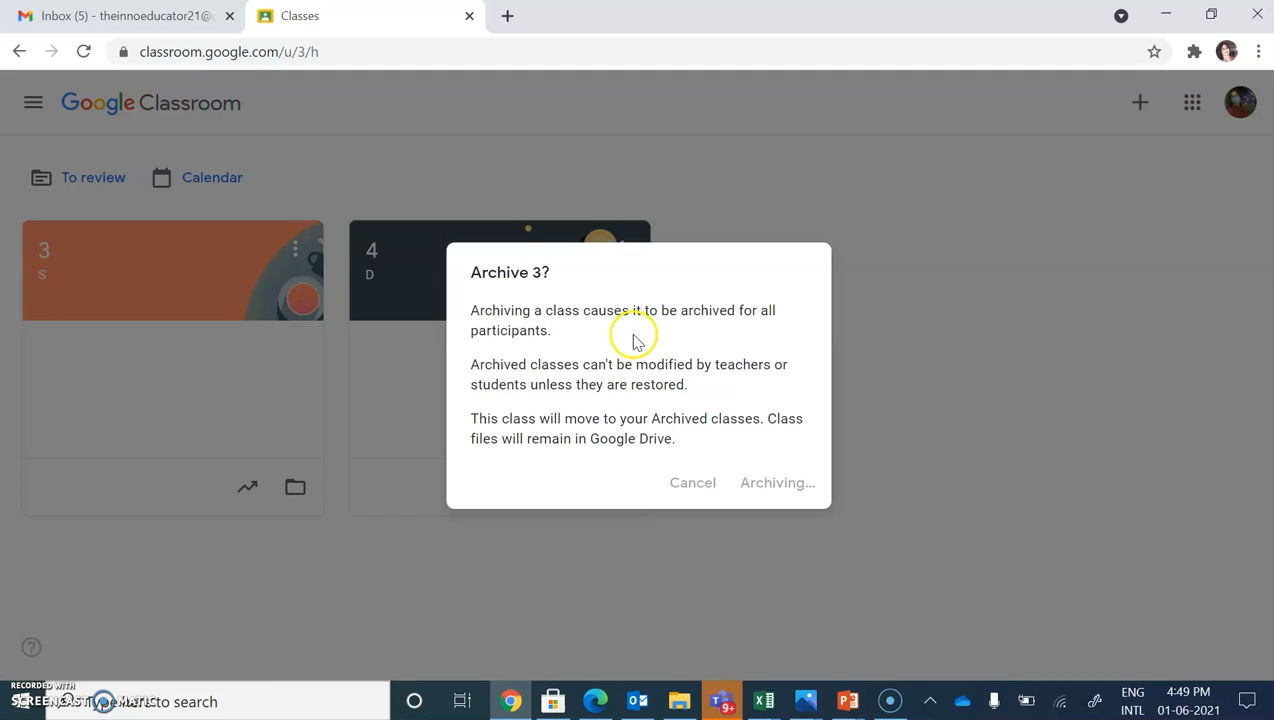 Inbox (5) - theinnoeducator21@g
Classes
classroom.google.com/u/3/h
Google Classroom
To review
Calendar
3
S
4
D
Archive 3?
Archiving a class causes it to be archived for all
participants.
Archived classes can't be modified by teachers or
students unless they are restored.
This class will move to your Archived classes. Class
files will remain in Google Drive.
Cancel
Archiving...
RECORDED WITH
SCREENCAST MATIC
Type here to search
9+
ENG
INTL
4:49 PM
01-06-2021